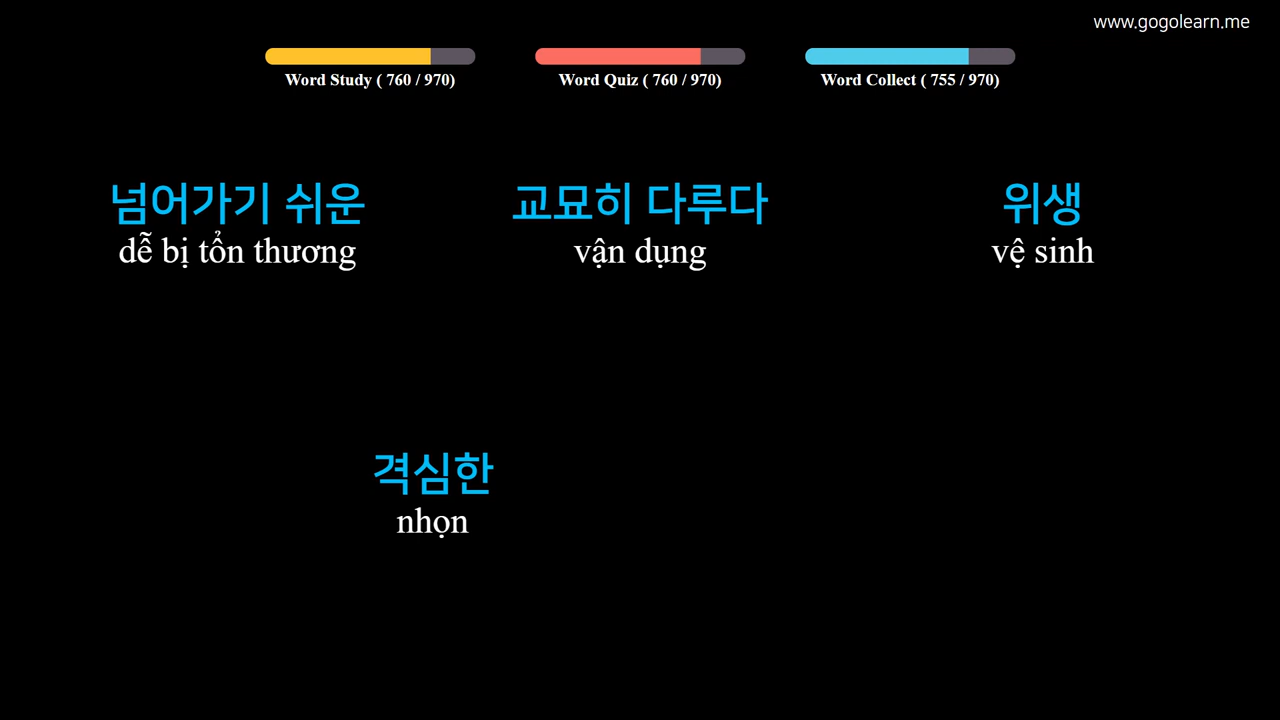 www.gogolearn.me
Word Study ( 760 / 970)
Word Quiz ( 760 / 970)
Word Collect ( 755 / 970)
넘어가기 쉬운
dễ bị tổn thương
교묘히 다루다
vận dụng
위생
vệ sinh
격심한
nhọn